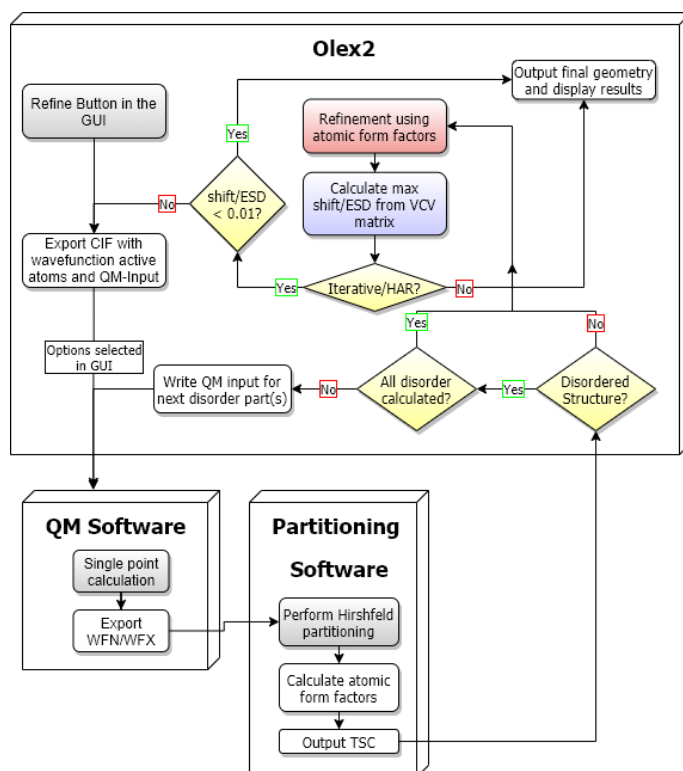 Olex2
Refine Button in the
GUI
Output final geometry
and display results
Refinement using
atomic form factors
Yes
shift/ESD
< 0.01?
No
Calculate max
shift/ESD from VCV
matrix
Export CIF with
wavefunction active
atoms and QM-Input
Iterative/HAR?
Yes
No
Options selected
in GUI
Yes
No
Write QM input for
next disorder part(s)
No
All disorder
calculated?
Yes
Disordered
Structure?
QM Software
Single point
calculation
Export
WFN/WFX
Partitioning
Software
Perform Hirshfeld
partitioning
Calculate atomic
form factors
Output TSC